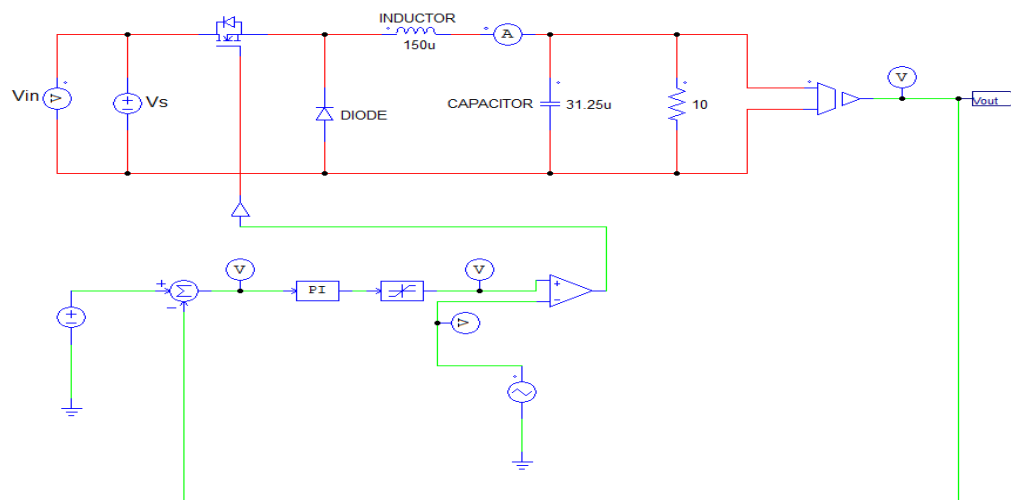 INDUCTOR
150u
A
Vin
V
Vs
DIODE
CAPACITOR
31.25u
10
V
Vout
V
PI
V
V
Σ